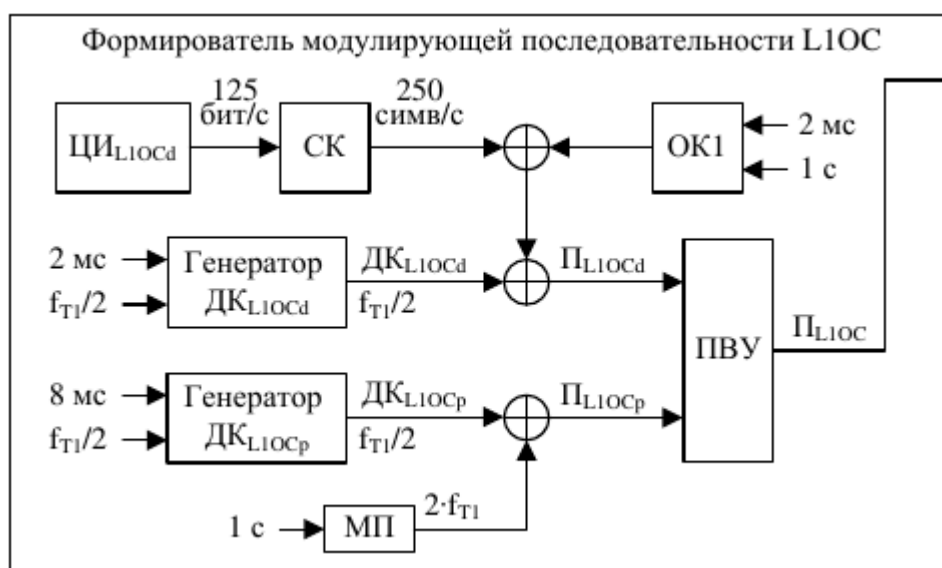 Формирователь модулирующей последовательности L1OC
125
бит/с
250
симв/с
ЦИL1OCd
СК
ОК1
2 мс
1 с
2 мс
fT1/2
Генератор
ДКL1OCd
ДКL1OCd
fT1/2
ПL1OCd
ПВУ
ПL1OC
8 мс
fT1/2
Генератор
ДКL1OCp
ДКL1OCp
fT1/2
ПL1OCp
1 с
МП
2·fT1